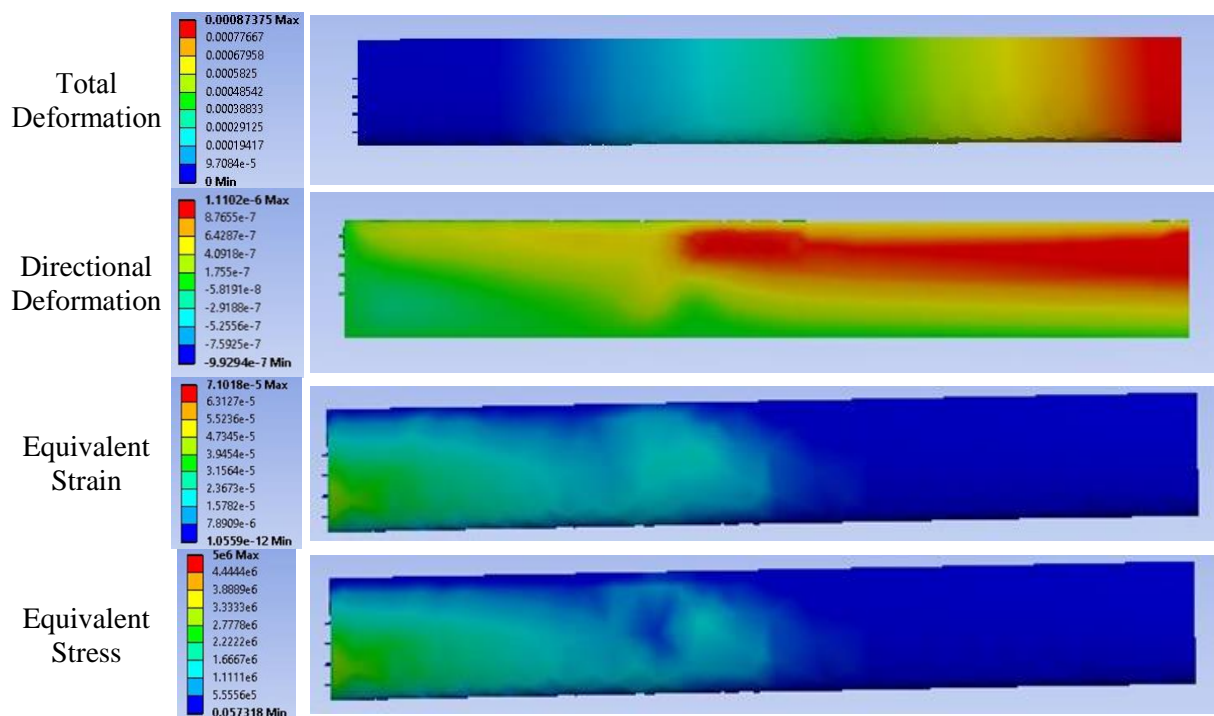 Total
Deformation
0.00087375 Max
0.00077667
0.00067958
0.0005825
0.00048542
0.00038833
0.00029125
0.00019417
9.7084e-5
0 Min
Directional
Deformation
1.1102e-6 Max
8.7655e-7
6.4287e-7
4.0918e-7
1.755e-7
-5.8191e-8
-2.9188e-7
-5.2556e-7
-7.5925e-7
-9.9294e-7 Min
Equivalent
Strain
7.1018e-5 Max
6.3127e-5
5.5236e-5
4.7345e-5
3.9454e-5
3.1564e-5
2.3673e-5
1.5782e-5
7.8909e-6
1.0559e-12 Min
Equivalent
Stress
5e6 Max
4.4444e6
3.8889e6
3.3333e6
2.7778e6
2.2222e6
1.6667e6
1.1111e6
5.5556e5
0.057318 Min